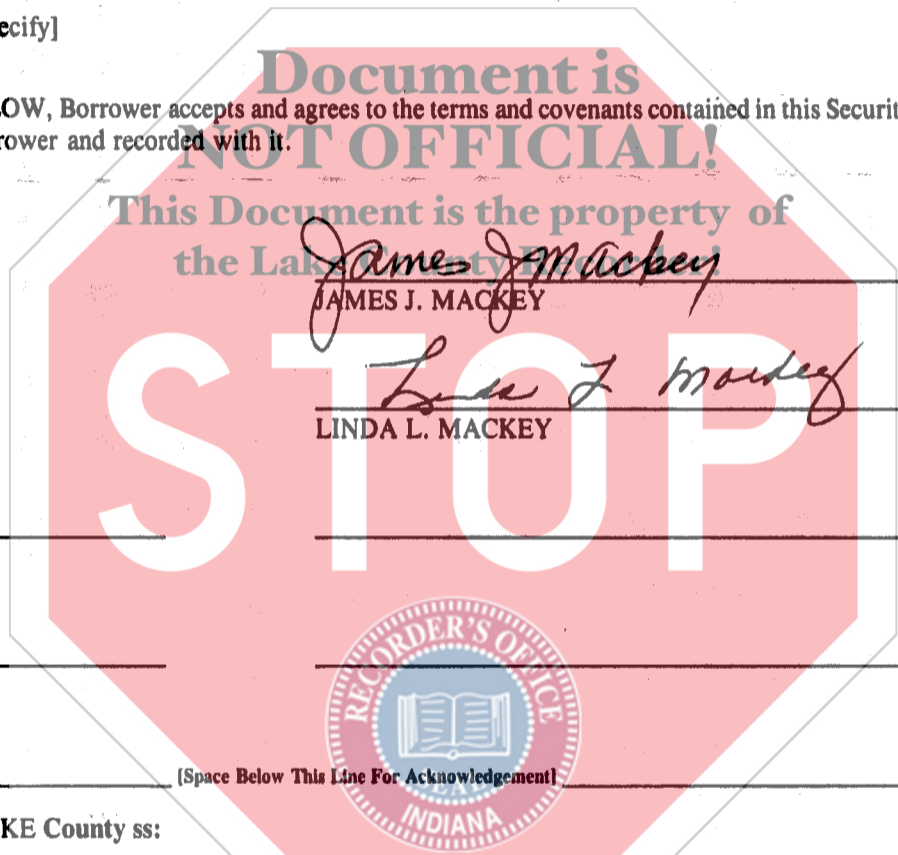 ecify]
Document is
OW, Borrower accepts and agrees to the terms and covenants contained in this Securit
NOT OFFICIAL!
rower and recorded with it.
This Document is the property of
the Lake County Recorder!
James J Mackey
JAMES J. MACKEY
STOP
Linda L Mackey
LINDA L. MACKEY
RECORDER'S OFFICE
[Space Below This Line For Acknowledgement]
SEAL
INDIANA
KE County ss: